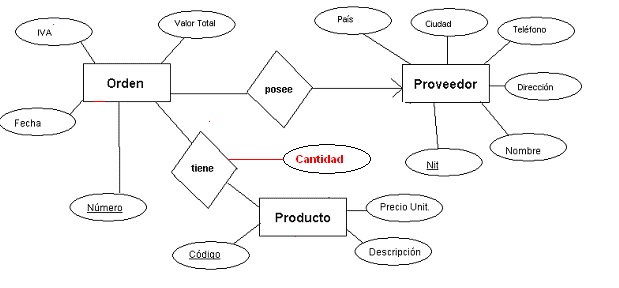 País
Ciudad
Teléfono
IVA
Valor Total
Orden
posee
Proveedor
Dirección
Fecha
Cantidad
tiene
Nit
Nombre
Número
Producto
Precio Unit.
Código
Descripción